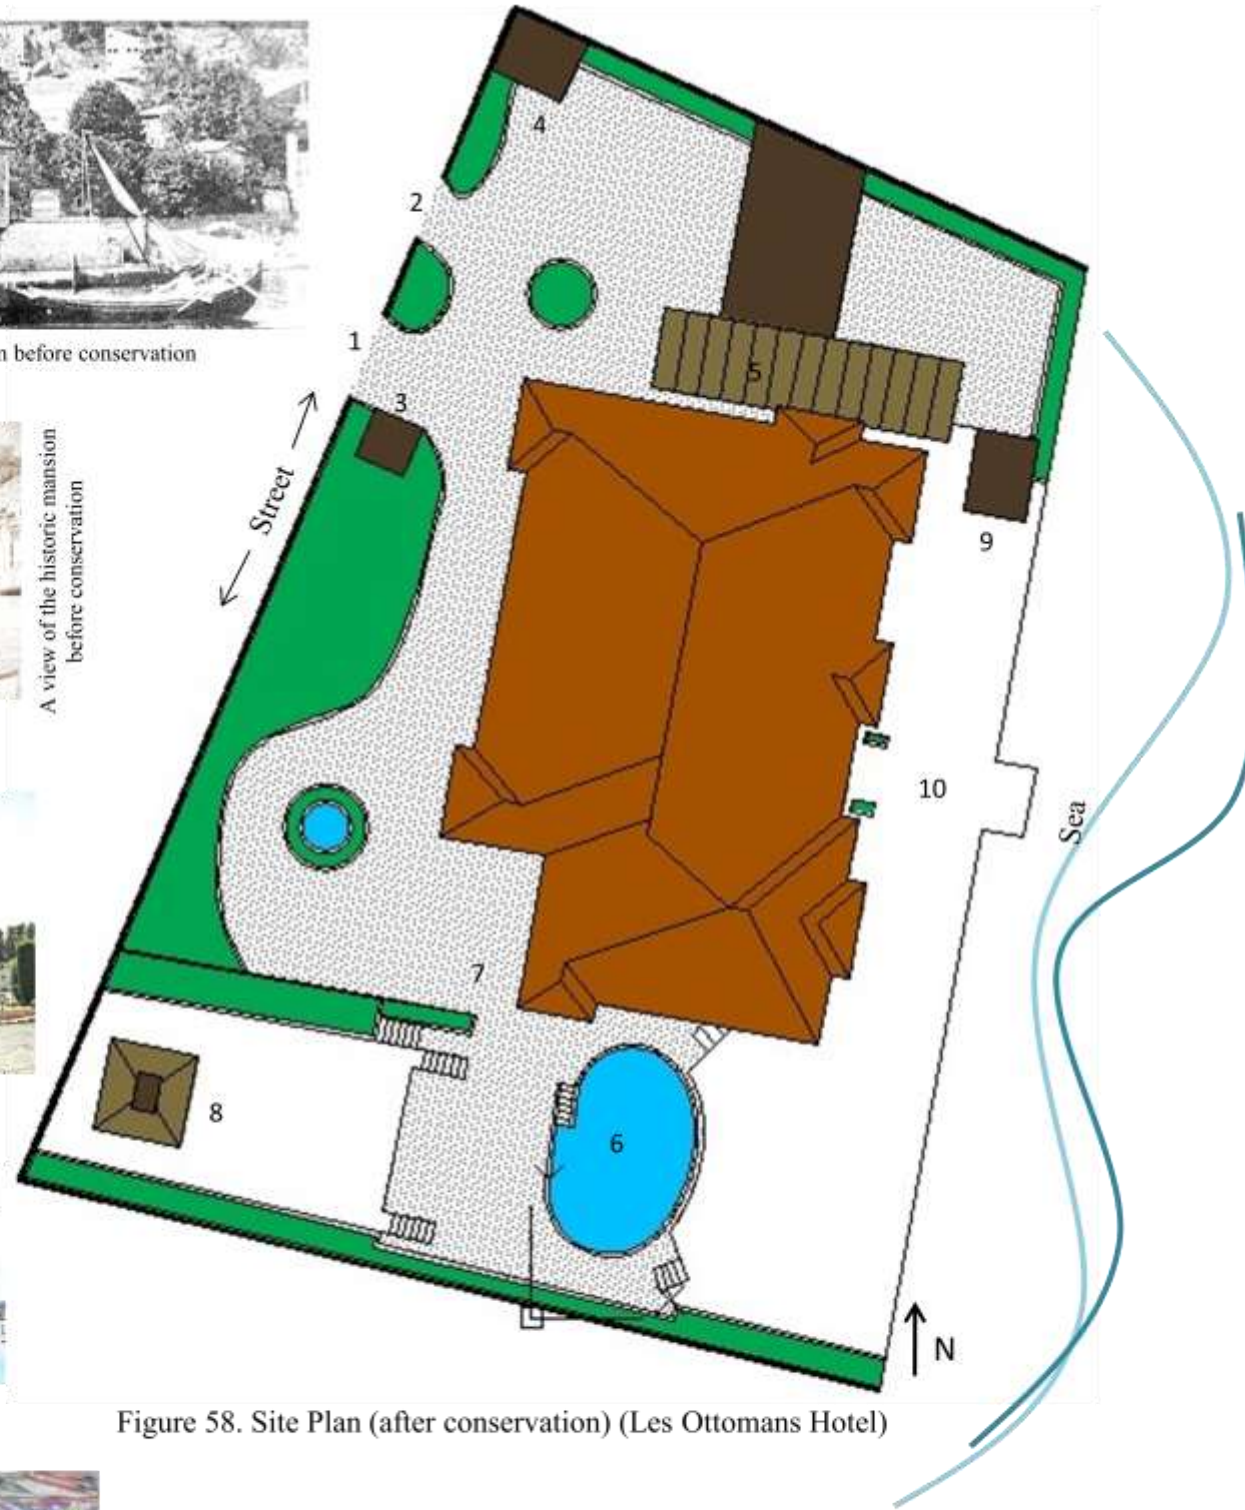 4
2
1
n before conservation
3
5
Street
A view of the historic mansion
before conservation
9
10
Sea
7
8
6
N
Figure 58. Site Plan (after conservation) (Les Ottomans Hotel)